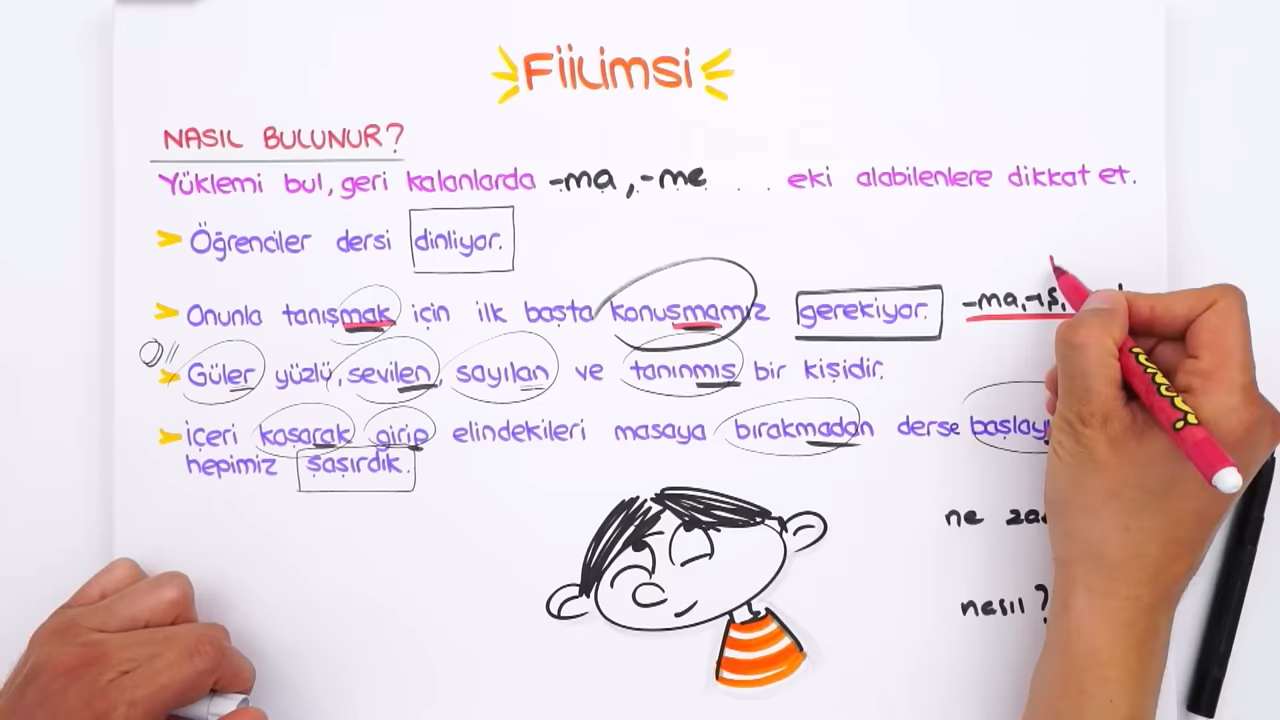 Fiilimsi
NASIL BULUNUR?
Yüklemi bul, geri kalanlarda -ma, -me ... eki alabilenlere dikkat et.
➤ Öğrenciler dersi dinliyor.
➤ Onunla tanışmak için ilk başta konuşmamız gerekiyor. -ma, -ış,
➤ Güler yüzlü, sevilen, sayılan ve tanınmış bir kişidir.
➤ İçeri koşarak girip elindekileri masaya bırakmadan derse
hepimiz şaşırdık.
ne
nasıl?